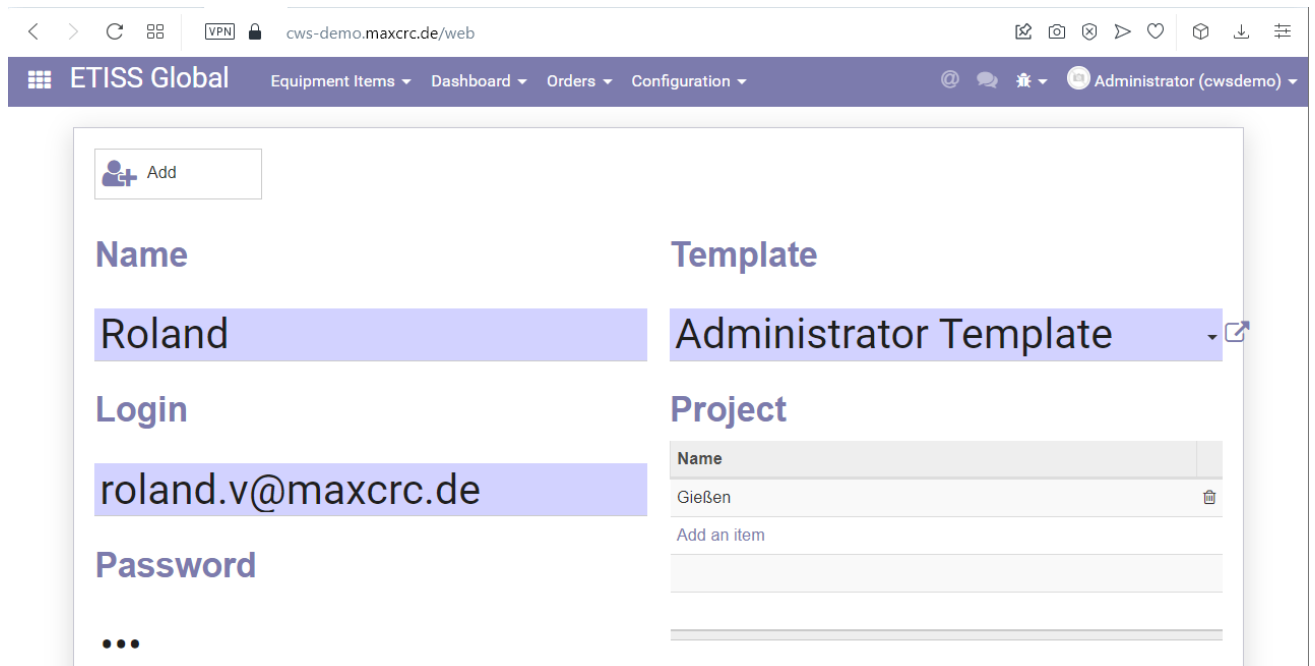 VPN cws-demo.maxcrc.de/web
ETISS Global Equipment Items Dashboard Orders Configuration @ Administrator (cwsdemo)
Add
Name
Template
Roland
Administrator Template
Login
Project
Name
roland.v@maxcrc.de
Gießen
Add an item
Password
•••